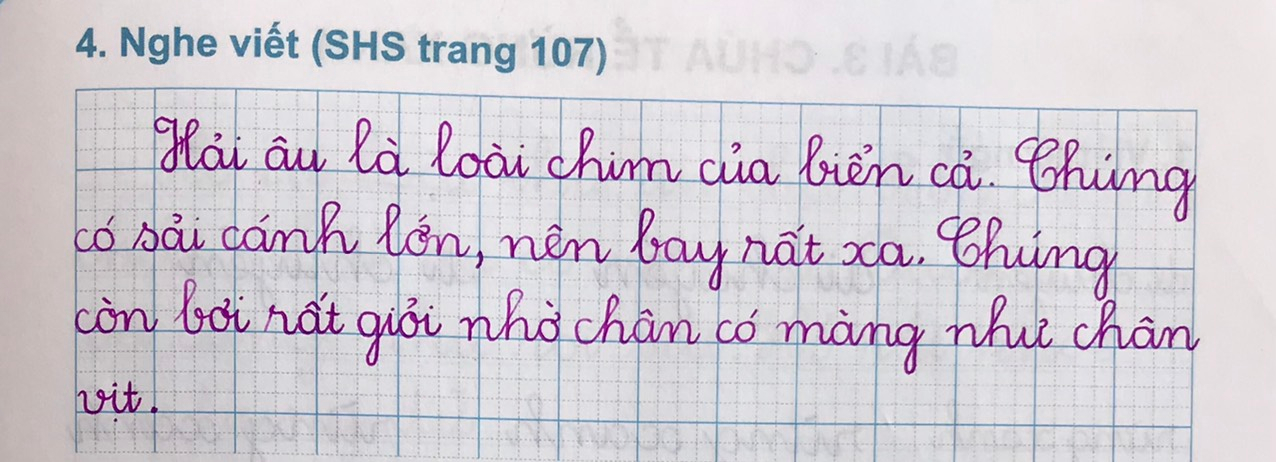 4. Nghe viết (SHS trang 107)
Hải âu là loài chim của biển cả. Chúng
có sải cánh lớn, nên bay rất xa. Chúng
còn bơi rất giỏi nhờ chân có màng như chân
vịt.